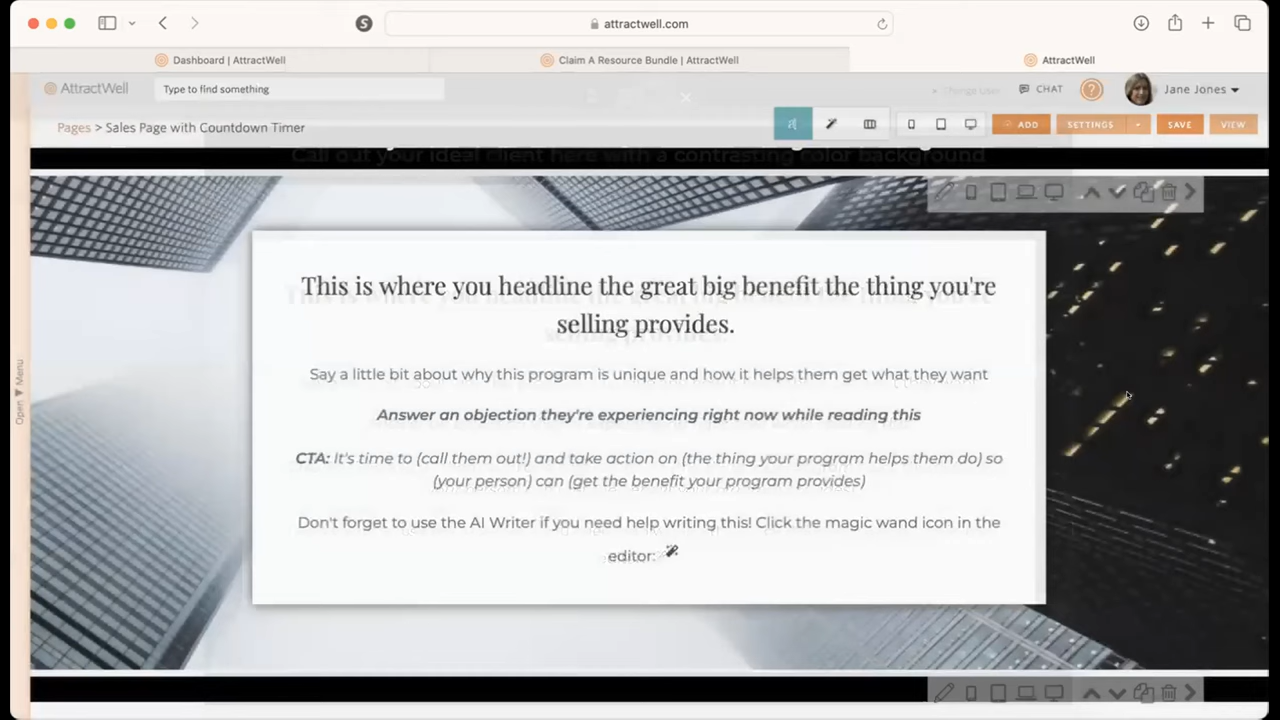 attractwell.com
Dashboard | AttractWell
Claim A Resource Bundle | AttractWell
AttractWell
AttractWell
Type to find something
Change User
CHAT
?
Jane Jones
Pages > Sales Page with Countdown Timer
ADD
SETTINGS
SAVE
VIEW
Call out your ideal client here with a contrasting color background
This is where you headline the great big benefit the thing you're
selling provides.
Say a little bit about why this program is unique and how it helps them get what they want
Answer an objection they're experiencing right now while reading this
CTA: It's time to (call them out!) and take action on (the thing your program helps them do) so
(your person) can (get the benefit your program provides)
Don't forget to use the AI Writer if you need help writing this! Click the magic wand icon in the
editor:
Open ▼ Menu